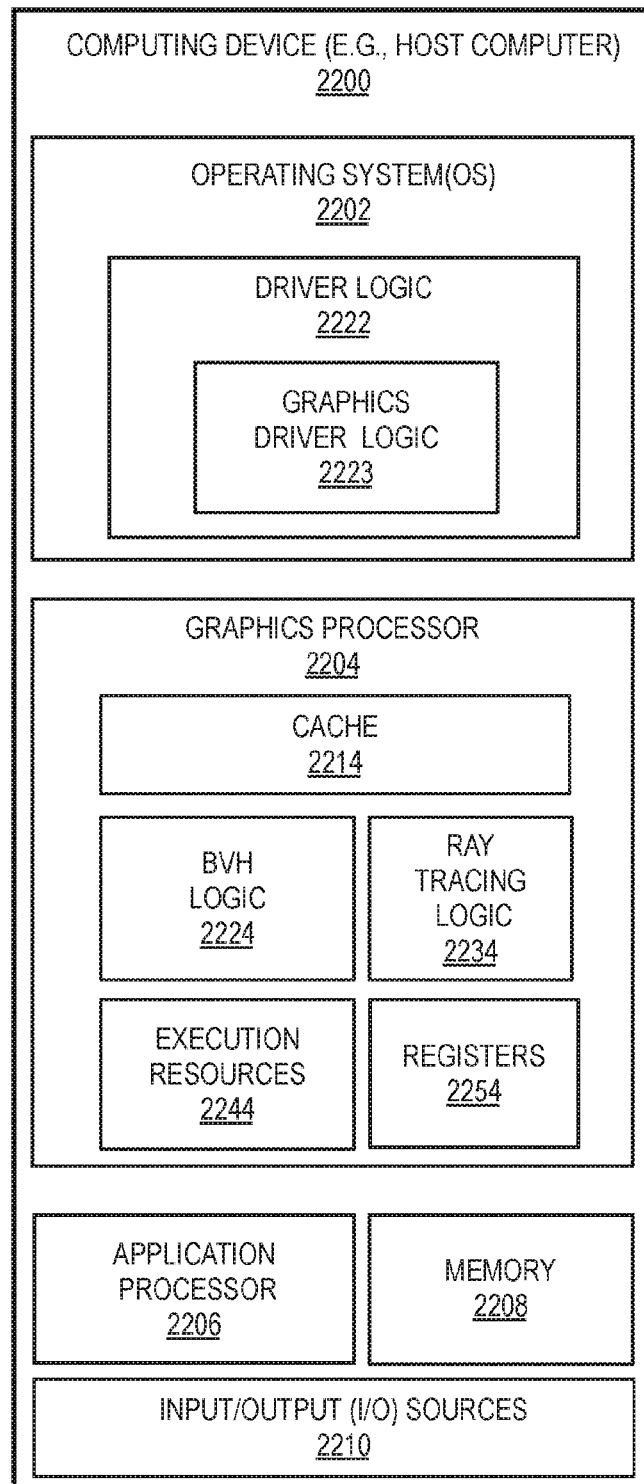 COMPUTING DEVICE (E.G., HOST COMPUTER)
2200
OPERATING SYSTEM(OS)
2202
DRIVER LOGIC
2222
GRAPHICS
DRIVER LOGIC
2223
GRAPHICS PROCESSOR
2204
CACHE
2214
BVH
LOGIC
2224
RAY
TRACING
LOGIC
2234
EXECUTION
RESOURCES
2244
REGISTERS
2254
APPLICATION
PROCESSOR
2206
MEMORY
2208
INPUT/OUTPUT (I/O) SOURCES
2210